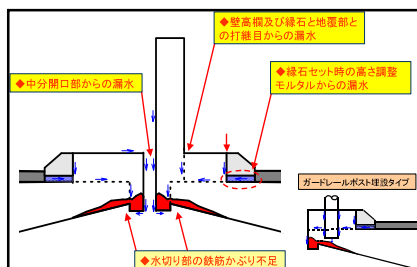 ◆壁高欄及び縁石と地覆部と
の打継目からの漏水
◆中分開口部からの漏水
◆縁石セット時の高さ調整
モルタルからの漏水
ガードレールポスト埋設タイプ
◆水切り部の鉄筋かぶり不足